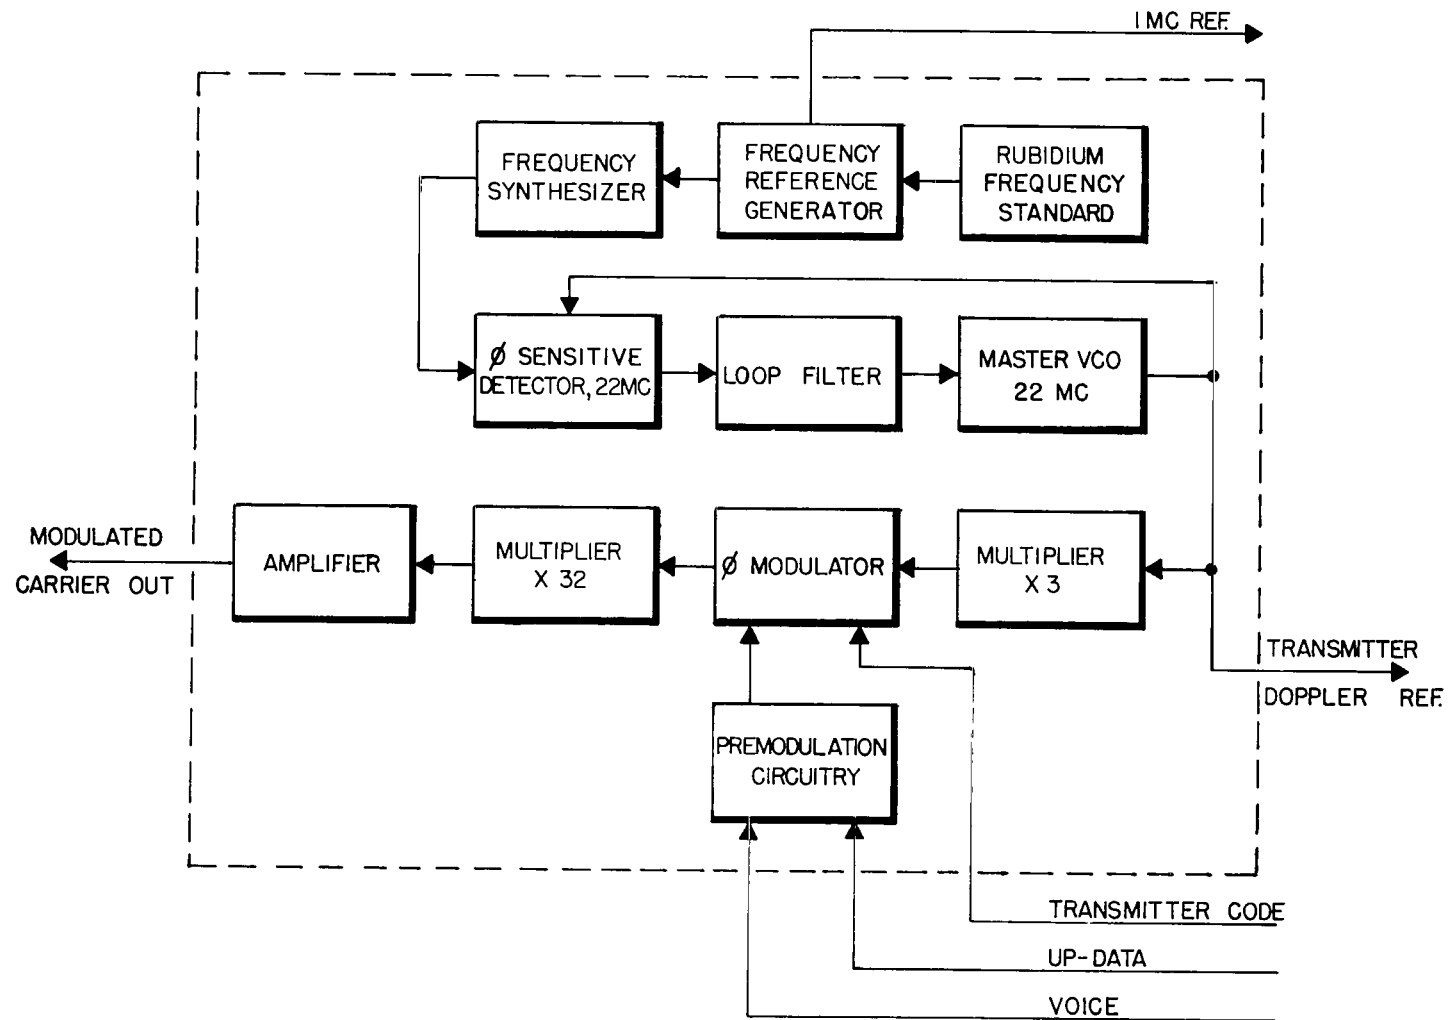 1 MC REF.
FREQUENCY
SYNTHESIZER
FREQUENCY
REFERENCE
GENERATOR
RUBIDIUM
FREQUENCY
STANDARD
Ø SENSITIVE
DETECTOR, 22MC
LOOP FILTER
MASTER VCO
22 MC
MODULATED
CARRIER OUT
AMPLIFIER
MULTIPLIER
X 32
Ø MODULATOR
MULTIPLIER
X 3
TRANSMITTER
DOPPLER REF.
PREMODULATION
CIRCUITRY
TRANSMITTER CODE
UP-DATA
VOICE